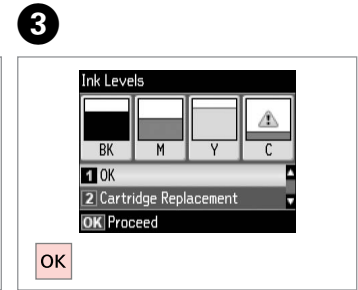 3
Ink Levels
BK M Y C
1 OK
2 Cartridge Replacement
OK Proceed
OK